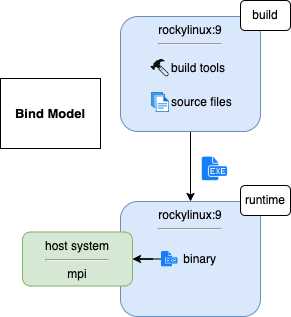 build
rockylinux:9
build tools
source files
Bind Model
EXE
runtime
rockylinux:9
host system
mpi
EXE
binary